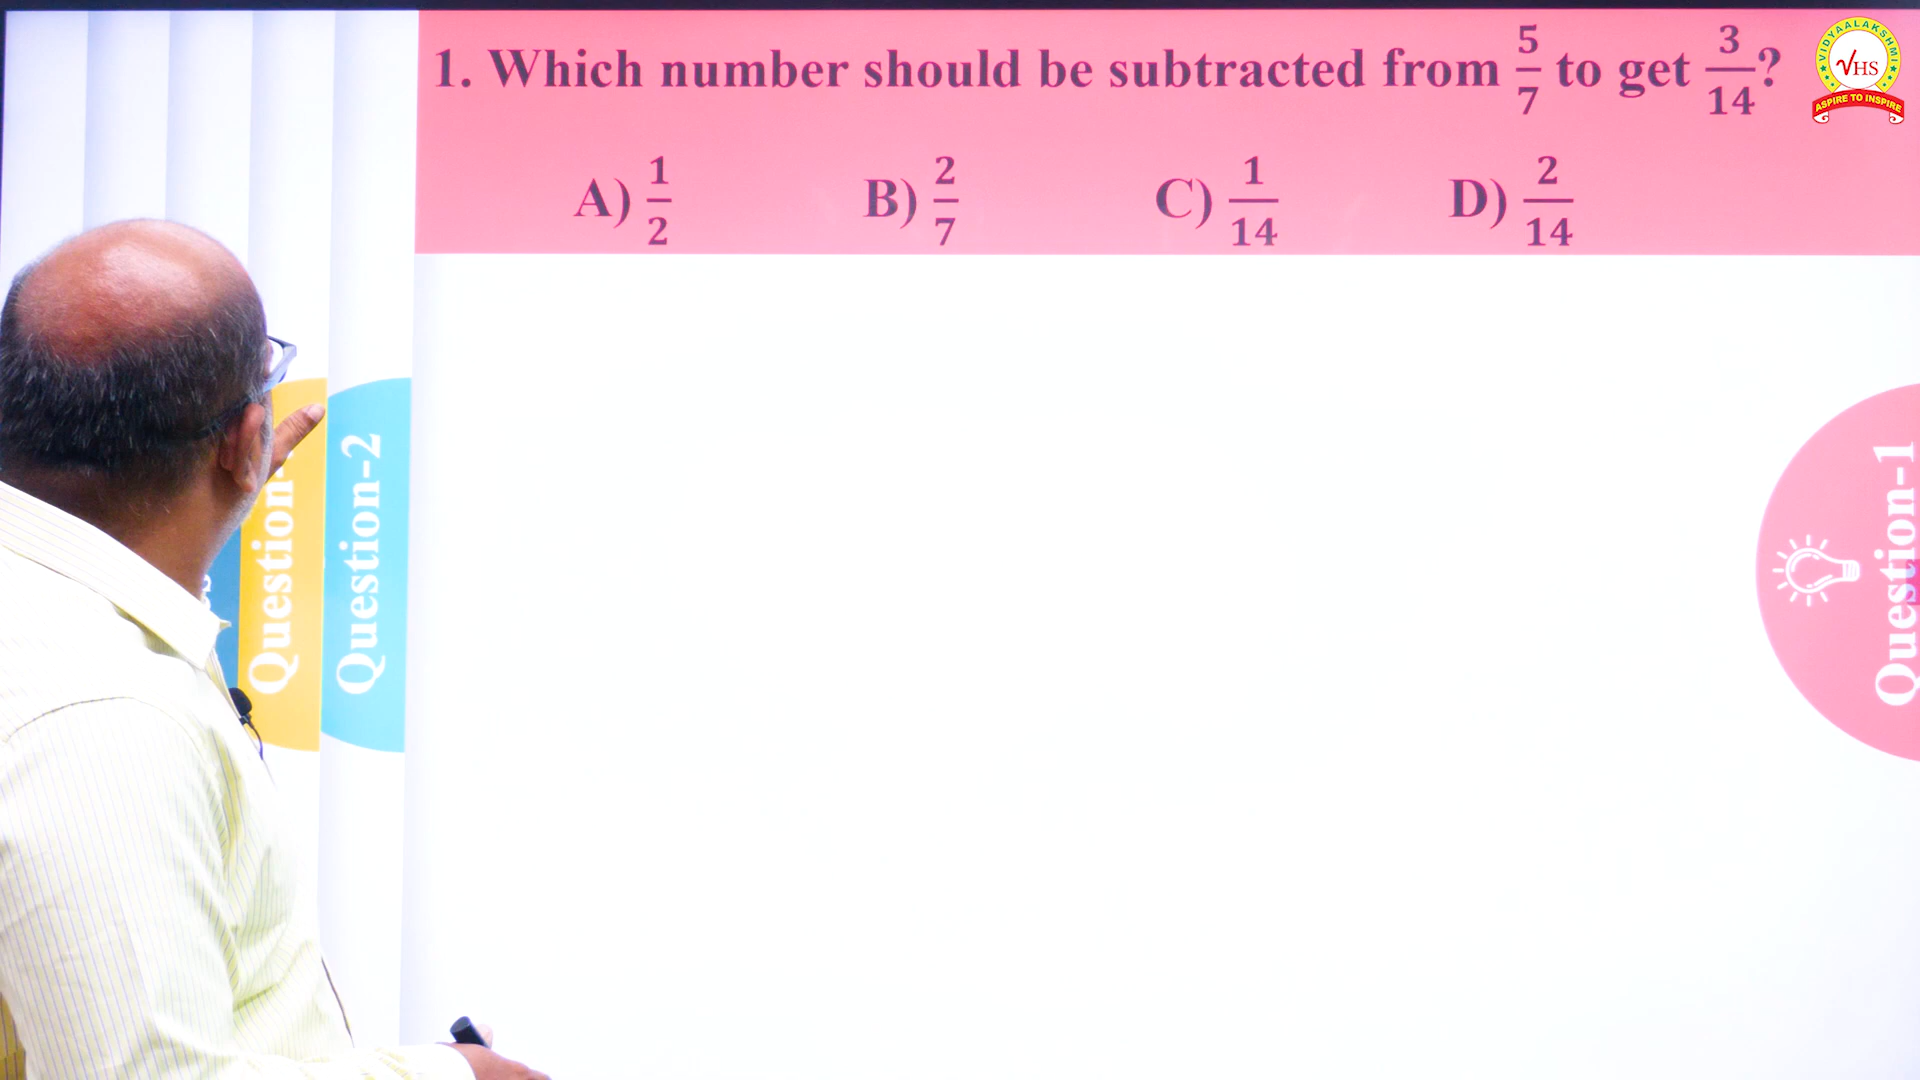 1. Which number should be subtracted from 5/7 to get 3/14?
A) 1/2 B) 2/7 C) 1/14 D) 2/14
VIDYAALAKSHMI
VHS
ASPIRE TO INSPIRE
Question-
Question-2
Question-1